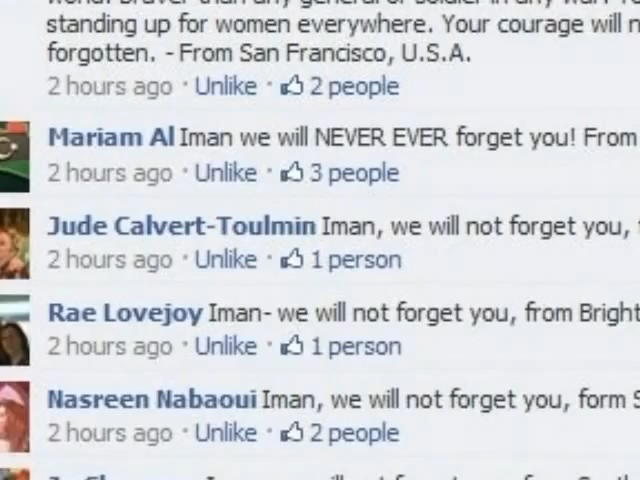 standing up for women everywhere. Your courage will
forgotten. - From San Francisco, U.S.A.
2 hours ago · Unlike · 2 people
Mariam Al Iman we will NEVER EVER forget you! From
2 hours ago · Unlike · 3 people
Jude Calvert-Toulmin Iman, we will not forget you,
2 hours ago · Unlike · 1 person
Rae Lovejoy Iman- we will not forget you, from Bright
2 hours ago · Unlike · 1 person
Nasreen Nabaoui Iman, we will not forget you, form S
2 hours ago · Unlike · 2 people